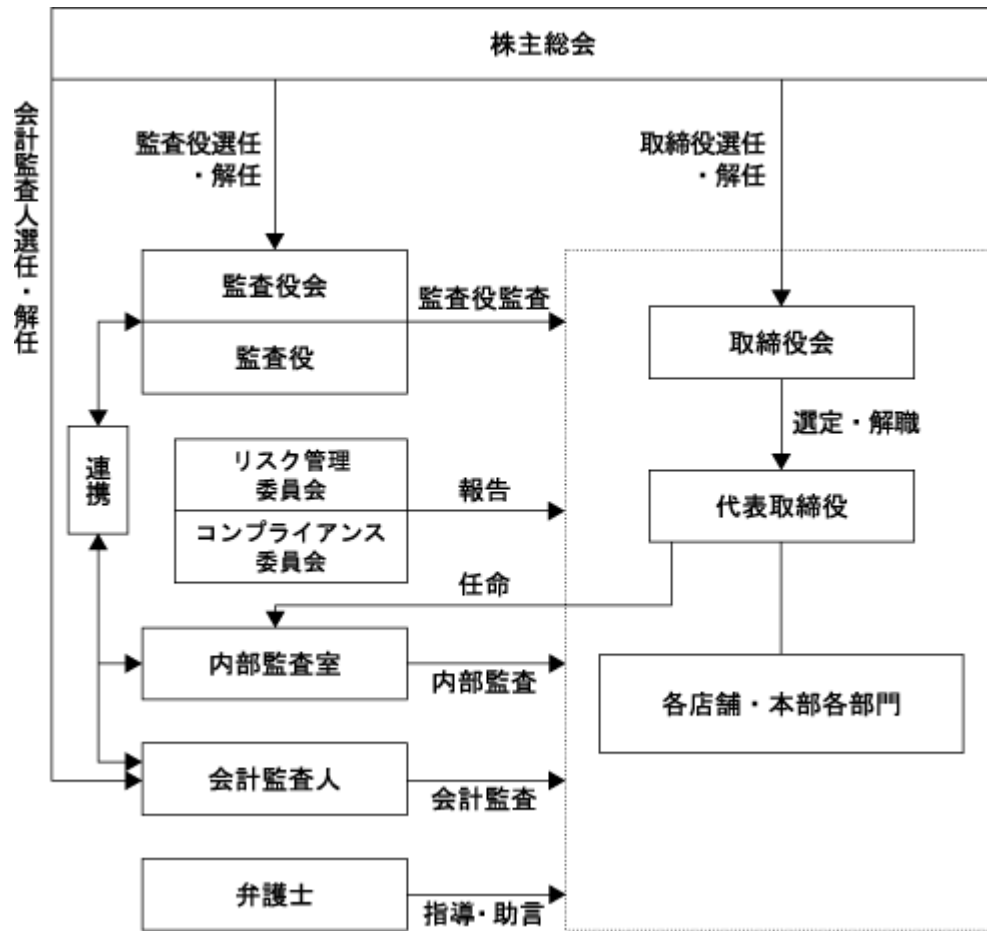 株主総会
会計監査人選任・解任
監査役選任
・解任
取締役選任
・解任
監査役会
監査役
監査役監査
取締役会
選定・解職
連携
リスク管理
委員会
コンプライアンス
委員会
報告
代表取締役
任命
内部監査室
内部監査
各店舗・本部各部門
会計監査人
会計監査
弁護士
指導・助言